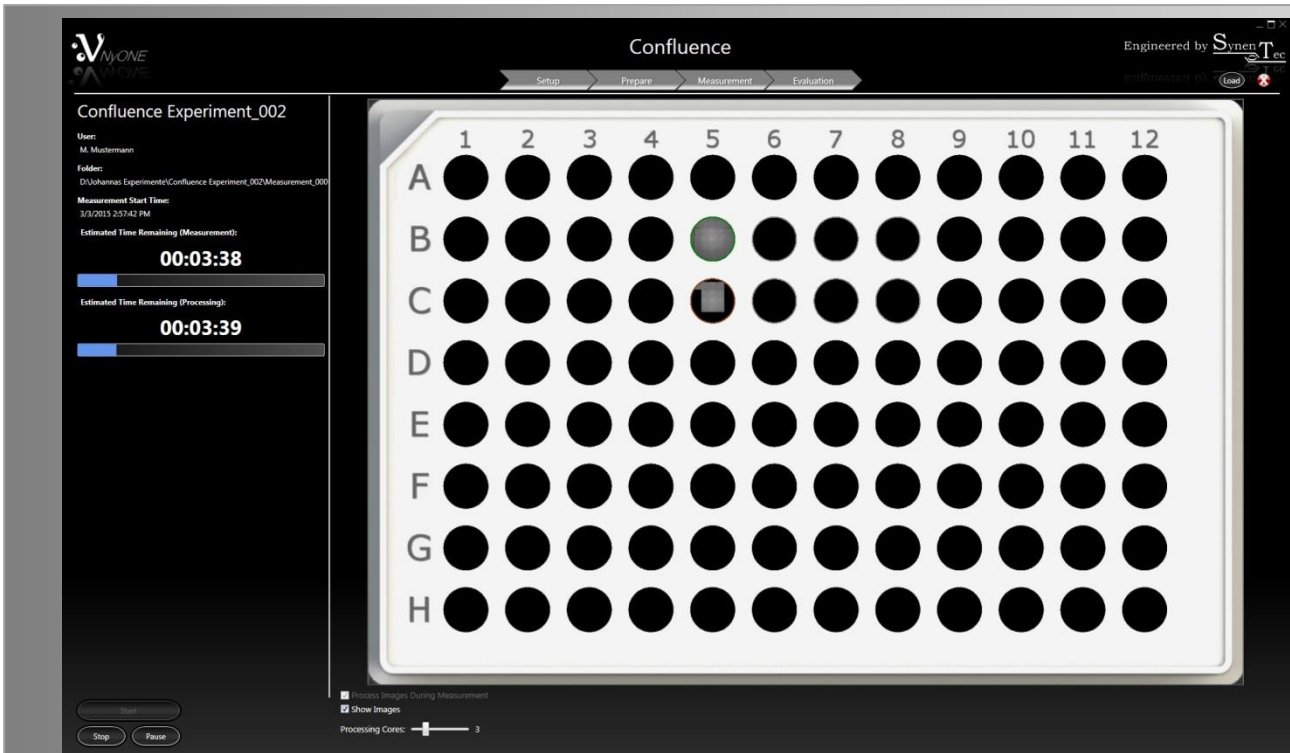 NyONE
Confluence
Engineered by SynenTec
Setup Prepare Measurement Evaluation
Load
Confluence Experiment_002
User:
M. Mustermann
Folder:
D:\Johannas Experimente\Confluence Experiment_002\Measurement_000
Measurement Start Time:
3/3/2015 2:57:42 PM
Estimated Time Remaining (Measurement):
00:03:38
Estimated Time Remaining (Processing):
00:03:39
1 2 3 4 5 6 7 8 9 10 11 12
A
B
C
D
E
F
G
H
Process Images During Measurement
Show Images
Processing Cores: 3
Start
Stop Pause